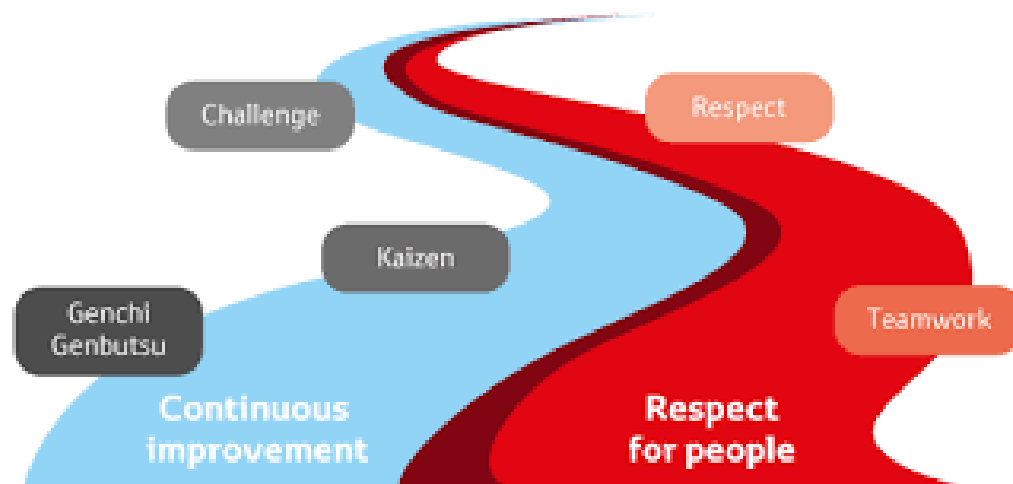 Challenge
Respect
Kaizen
Genchi
Genbutsu
Teamwork
Continuous
improvement
Respect
for people